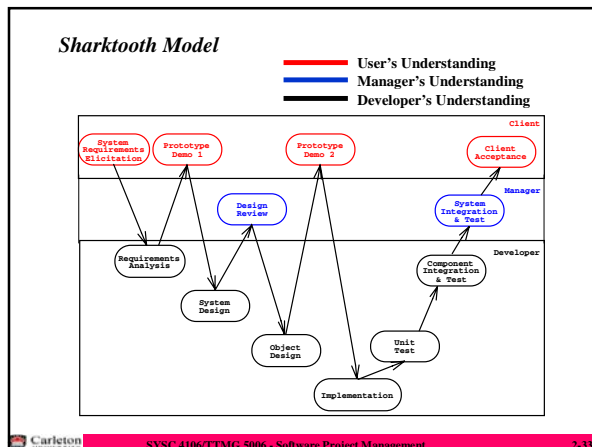 Sharktooth Model
User's Understanding
Manager's Understanding
Developer's Understanding
Client
System
Requirements
Elicitation
Prototype
Demo 1
Prototype
Demo 2
Client
Acceptance
Manager
Design
Review
System
Integration
& Test
Developer
Requirements
Analysis
Component
Integration
& Test
System
Design
Object
Design
Unit
Test
Implementation
Carleton
SYSC 4106/TTMG 5006 - Software Project Management
2-33